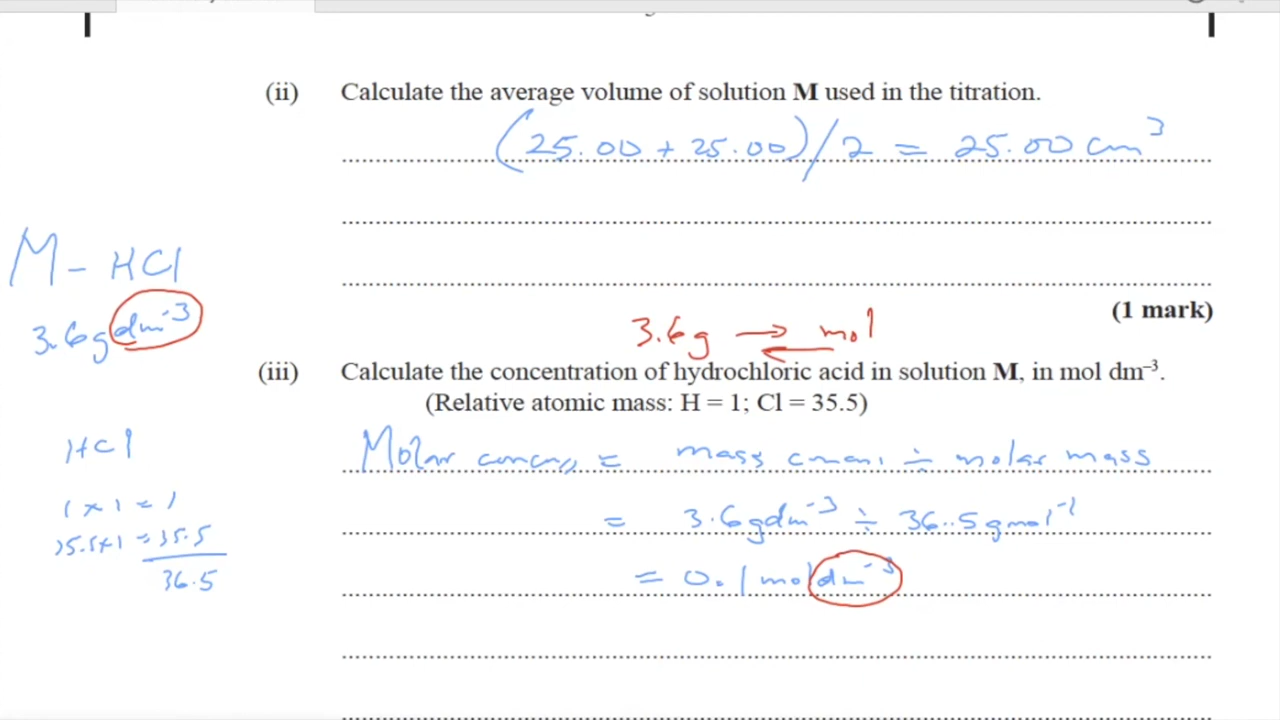 (ii) Calculate the average volume of solution M used in the titration.
(25.00 + 25.00)/2 = 25.00 cm³
M - HCl
3.6g dm⁻³
(1 mark)
3.6g → mol
(iii) Calculate the concentration of hydrochloric acid in solution M, in mol dm⁻³.
(Relative atomic mass: H = 1; Cl = 35.5)
HCl
Molar concn = mass concn ÷ molar mass
1 × 1 = 1
= 3.6gdm⁻³ ÷ 36.5gmol⁻¹
35.5×1 = 35.5
36.5
= 0.1 mol dm⁻³